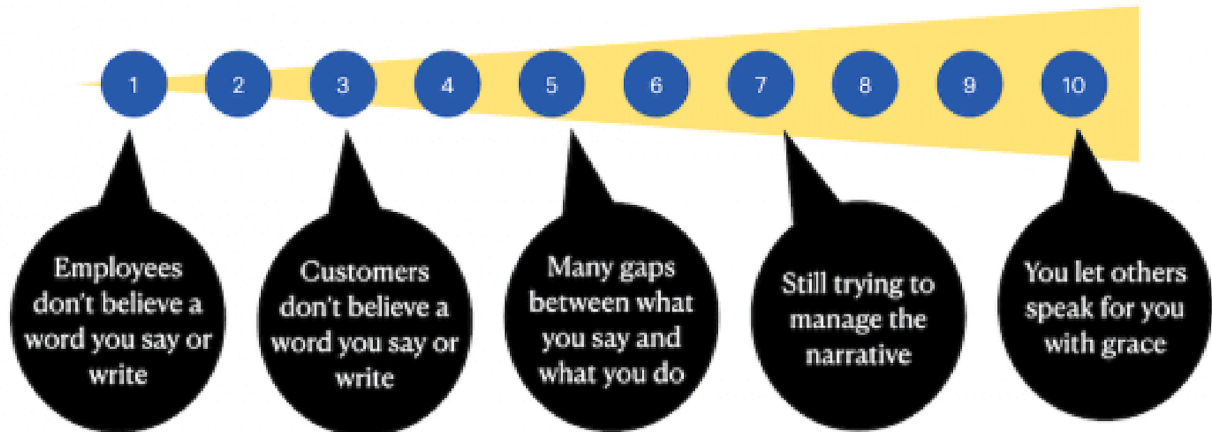 1 2 3 4 5 6 7 8 9 10
Employees
don't believe a
word you say or
write
Customers
don't believe a
word you say or
write
Many gaps
between what
you say and
what you do
Still trying to
manage the
narrative
You let others
speak for you
with grace